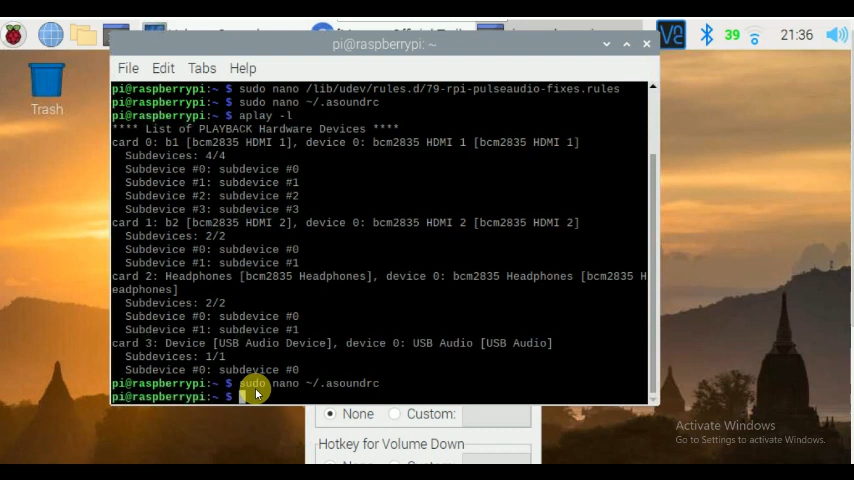 39
21:36
pi@raspberrypi: ~
File Edit Tabs Help
Trash
pi@raspberrypi:~ $ sudo nano /lib/udev/rules.d/79-rpi-pulseaudio-fixes.rules
pi@raspberrypi:~ $ sudo nano ~/.asoundrc
pi@raspberrypi:~ $ aplay -l
**** List of PLAYBACK Hardware Devices ****
card 0: b1 [bcm2835 HDMI 1], device 0: bcm2835 HDMI 1 [bcm2835 HDMI 1]
Subdevices: 4/4
Subdevice #0: subdevice #0
Subdevice #1: subdevice #1
Subdevice #2: subdevice #2
Subdevice #3: subdevice #3
card 1: b2 [bcm2835 HDMI 2], device 0: bcm2835 HDMI 2 [bcm2835 HDMI 2]
Subdevices: 2/2
Subdevice #0: subdevice #0
Subdevice #1: subdevice #1
card 2: Headphones [bcm2835 Headphones], device 0: bcm2835 Headphones [bcm2835 H
eadphones]
Subdevices: 2/2
Subdevice #0: subdevice #0
Subdevice #1: subdevice #1
card 3: Device [USB Audio Device], device 0: USB Audio [USB Audio]
Subdevices: 1/1
Subdevice #0: subdevice #0
pi@raspberrypi:~ $ sudo nano ~/.asoundrc
pi@raspberrypi:~ $
None Custom:
Hotkey for Volume Down
Activate Windows
Go to Settings to activate Windows.